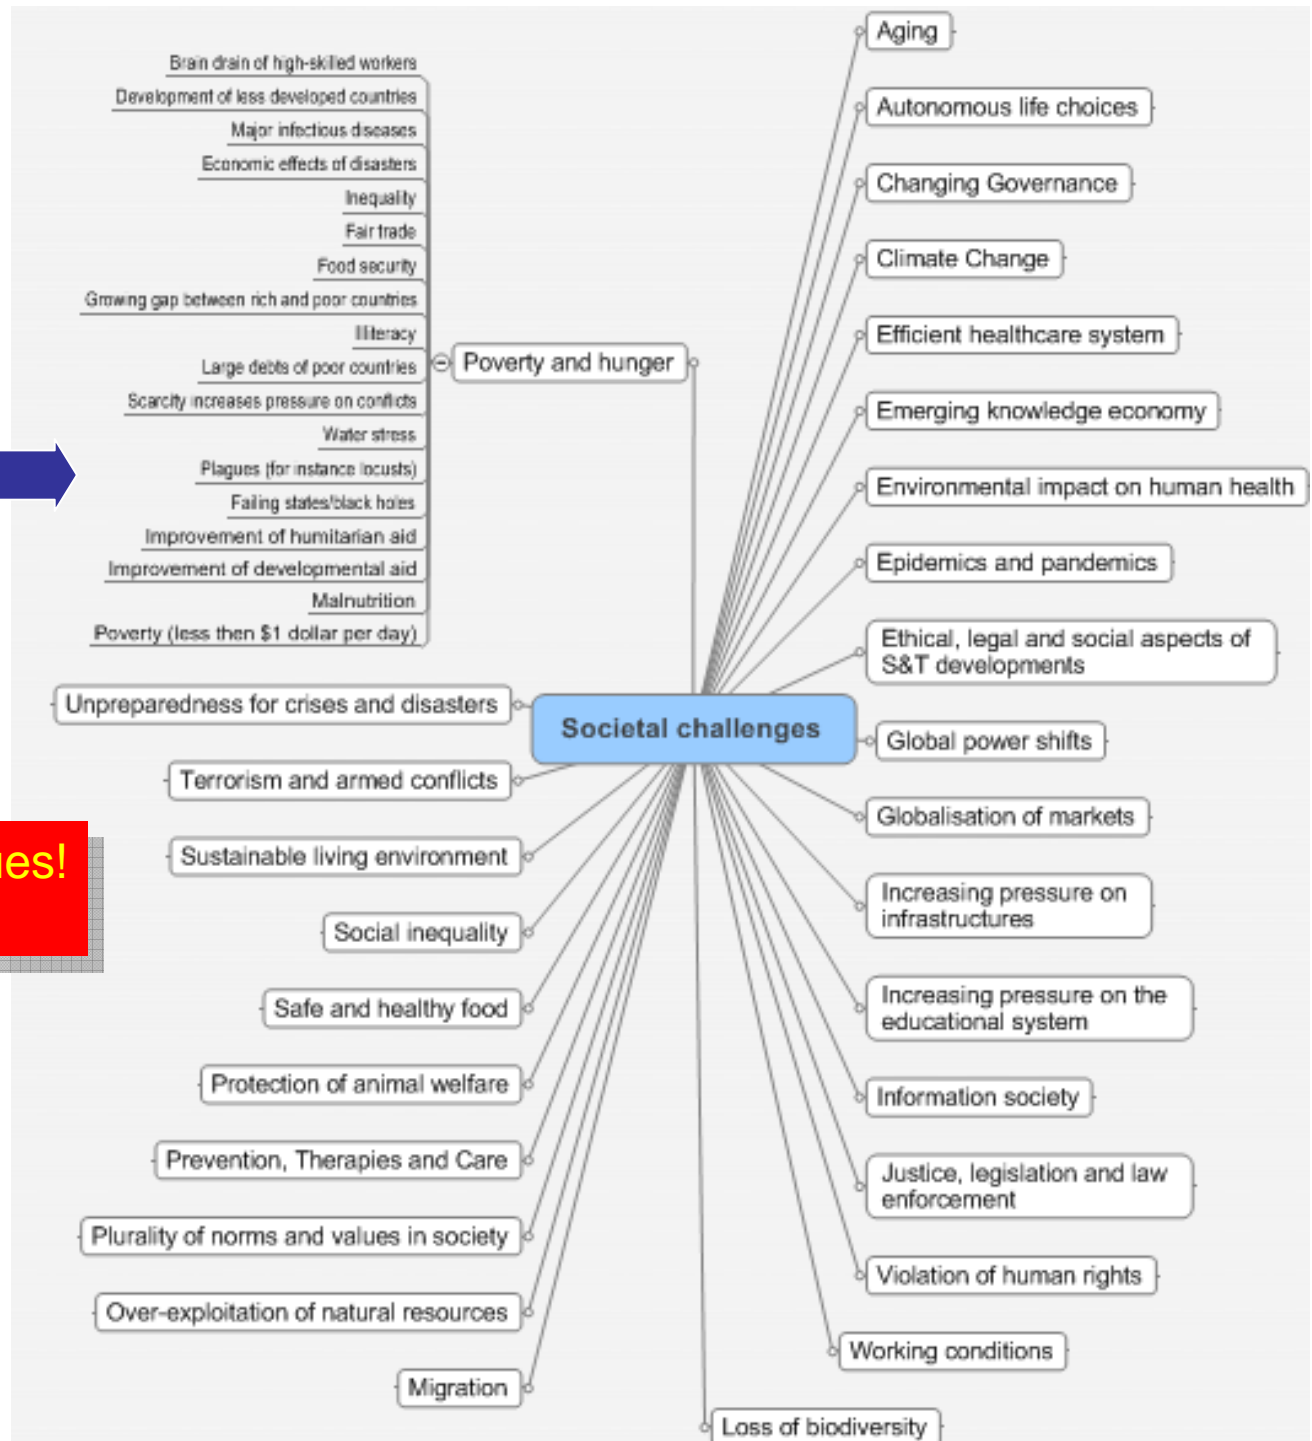 Brain drain of high-skilled workers
Development of less developed countries
Major infectious diseases
Economic effects of disasters
Inequality
Fair trade
Food security
Growing gap between rich and poor countries
Illiteracy
Large debts of poor countries
Scarcity increases pressure on conflicts
Water stress
Plagues (for instance locusts)
Failing states/black holes
Improvement of humitarian aid
Improvement of developmental aid
Malnutrition
Poverty (less then $1 dollar per day)
Poverty and hunger
Unpreparedness for crises and disasters
Terrorism and armed conflicts
Sustainable living environment
Social inequality
Safe and healthy food
Protection of animal welfare
Prevention, Therapies and Care
Plurality of norms and values in society
Over-exploitation of natural resources
Migration
Societal challenges
Aging
Autonomous life choices
Changing Governance
Climate Change
Efficient healthcare system
Emerging knowledge economy
Environmental impact on human health
Epidemics and pandemics
Ethical, legal and social aspects of
S&T developments
Global power shifts
Globalisation of markets
Increasing pressure on
infrastructures
Increasing pressure on the
educational system
Information society
Justice, legislation and law
enforcement
Violation of human rights
Working conditions
Loss of biodiversity